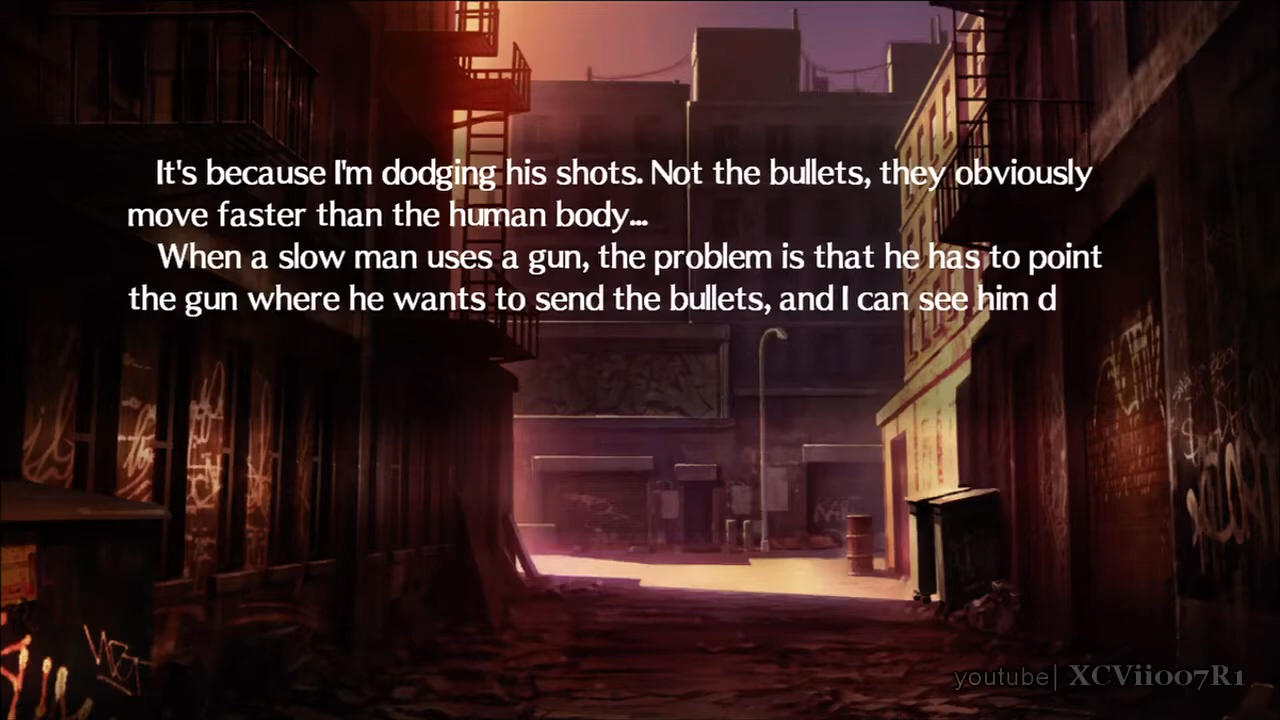 It's because I'm dodging his shots. Not the bullets, they obviously
move faster than the human body...
When a slow man uses a gun, the problem is that he has to point
the gun where he wants to send the bullets, and I can see him d
youtube| XCVii007R1